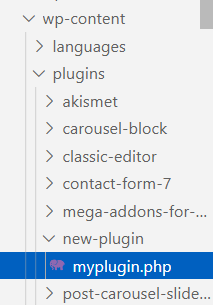 wp-content
languages
plugins
akismet
carousel-block
classic-editor
contact-form-7
mega-addons-for-...
new-plugin
myplugin.php
post-carousel-slide...